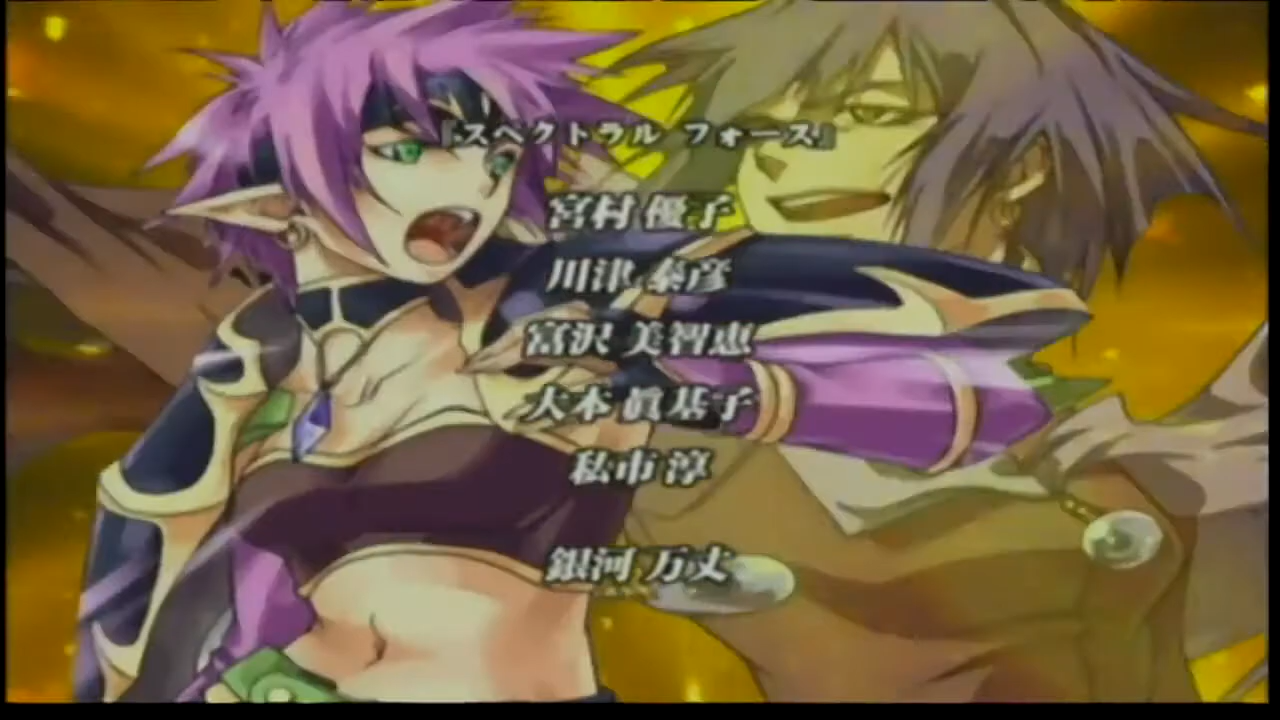 『スペクトラル フォース』
宮村 優子
川津 泰彦
富沢 美智恵
大本 眞基子
私市 淳
銀河 万丈